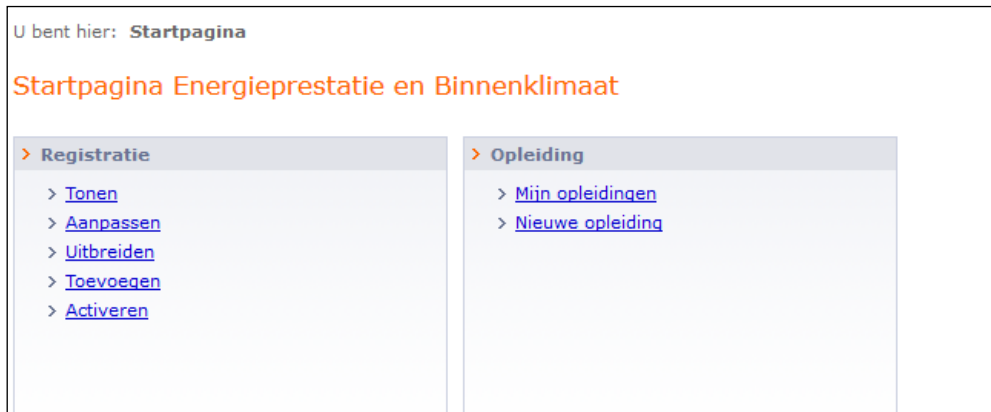 U bent hier: Startpagina
Startpagina Energieprestatie en Binnenklimaat
Registratie
Tonen
Aanpassen
Uitbreiden
Toevoegen
Activeren
Opleiding
Mijn opleidingen
Nieuwe opleiding